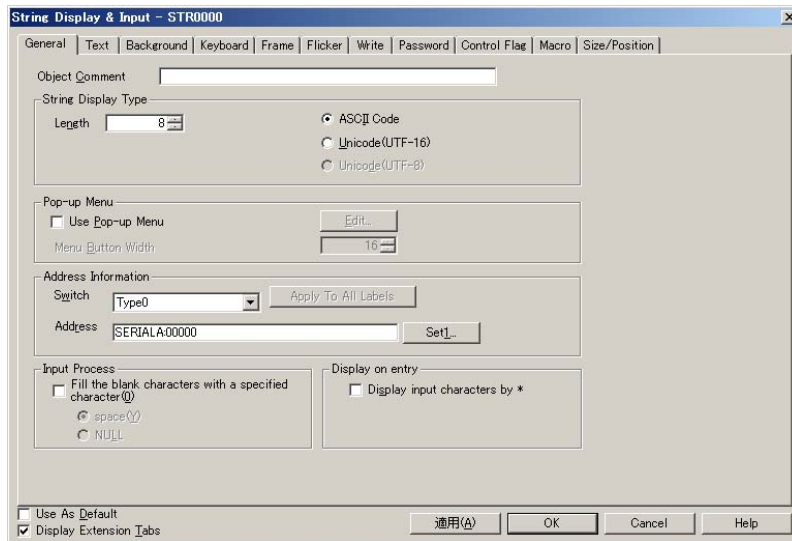 String Display & Input - STR0000
General Text Background Keyboard Frame Flicker Write Password Control Flag Macro Size/Position
Object Comment
String Display Type
Length 8
ASCII Code
Unicode(UTF-16)
Unicode(UTF-8)
Pop-up Menu
Use Pop-up Menu Edit...
Menu Button Width 16
Address Information
Switch Type0 Apply To All Labels
Address SERIALA:00000 Set1...
Input Process Display on entry
Fill the blank characters with a specified
character(0) Display input characters by *
space(Y)
NULL
Use As Default
Display Extension Tabs
適用(A) OK Cancel Help